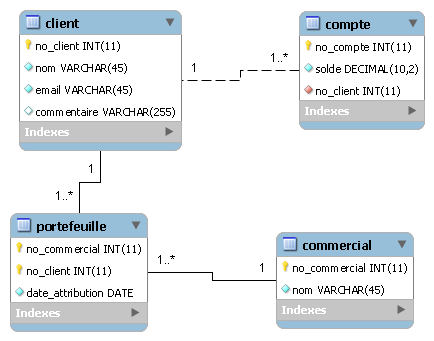 client
no_client INT(11)
nom VARCHAR(45)
email VARCHAR(45)
commentaire VARCHAR(255)
Indexes
1
1..*
compte
no_compte INT(11)
solde DECIMAL(10,2)
no_client INT(11)
Indexes
1
1..*
portefeuille
no_commercial INT(11)
no_client INT(11)
date_attribution DATE
Indexes
1..*
1
commercial
no_commercial INT(11)
nom VARCHAR(45)
Indexes